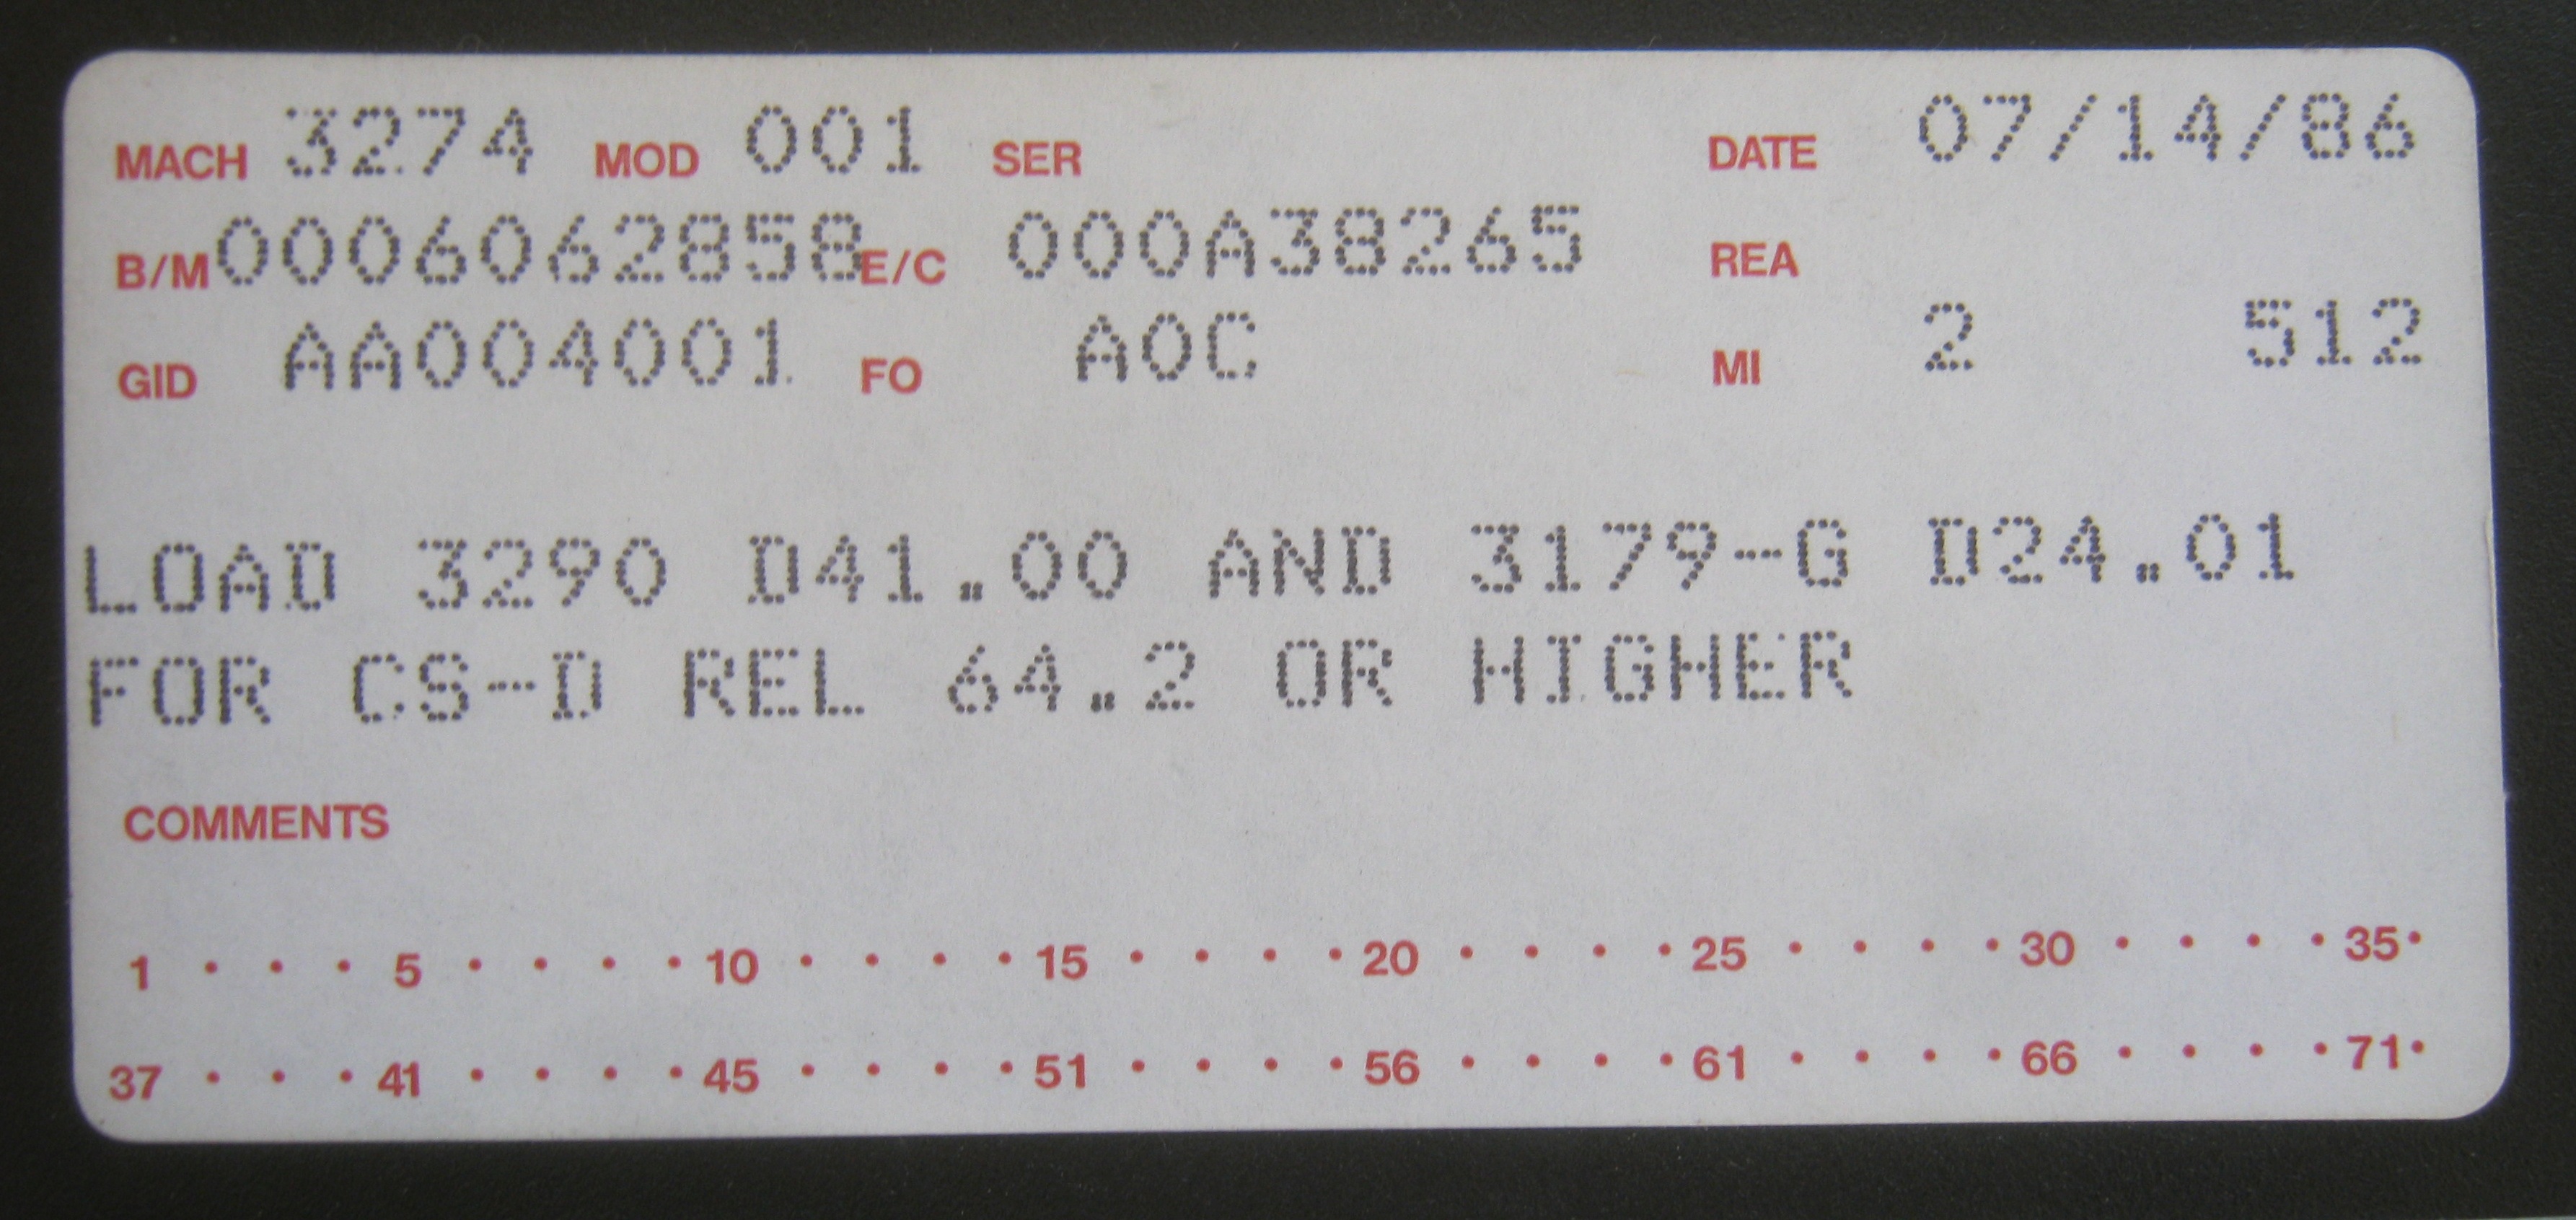 MACH 3274 MOD 001 SER DATE 07/14/86
B/M 0006062858 E/C 000A38265 REA
GID AA004001 FO A0C MI 2 512
LOAD 3290 D41.00 AND 3179-G D24.01
FOR CS-D REL 64.2 OR HIGHER
COMMENTS
1 • • • 5 • • • • 10 • • • • 15 • • • • 20 • • • • 25 • • • • 30 • • • • 35 •
37 • • • 41 • • • • 45 • • • • 51 • • • • 56 • • • • 61 • • • • 66 • • • • 71 •